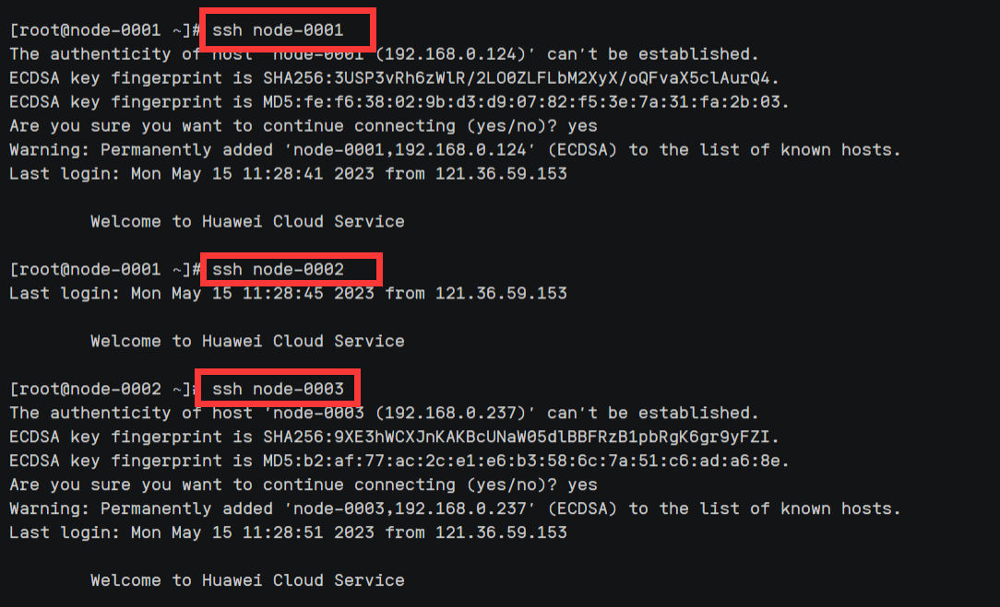 [root@node-0001 ~]# ssh node-0001
The authenticity of host 'node-0001 (192.168.0.124)' can't be established.
ECDSA key fingerprint is SHA256:3USP3vRh6zWlR/2LO0ZLFLbM2XyX/oQFvaX5clAurQ4.
ECDSA key fingerprint is MD5:fe:f6:38:02:9b:d3:d9:07:82:f5:3e:7a:31:fa:2b:03.
Are you sure you want to continue connecting (yes/no)? yes
Warning: Permanently added 'node-0001,192.168.0.124' (ECDSA) to the list of known hosts.
Last login: Mon May 15 11:28:41 2023 from 121.36.59.153
Welcome to Huawei Cloud Service
[root@node-0001 ~]# ssh node-0002
Last login: Mon May 15 11:28:45 2023 from 121.36.59.153
Welcome to Huawei Cloud Service
[root@node-0002 ~]# ssh node-0003
The authenticity of host 'node-0003 (192.168.0.237)' can't be established.
ECDSA key fingerprint is SHA256:9XE3hWCXJnKAKBcUNaW05dlBBFRzB1pbRgK6gr9yFZI.
ECDSA key fingerprint is MD5:b2:af:77:ac:2c:e1:e6:b3:58:6c:7a:51:c6:ad:a6:8e.
Are you sure you want to continue connecting (yes/no)? yes
Warning: Permanently added 'node-0003,192.168.0.237' (ECDSA) to the list of known hosts.
Last login: Mon May 15 11:28:51 2023 from 121.36.59.153
Welcome to Huawei Cloud Service